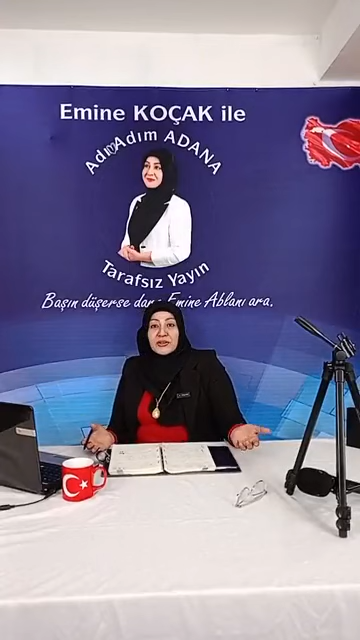 Emine KOÇAK ile
Adım Adım ADANA
Tarafsız Yayın
Başın düşerse dara Emine Ablanı ara.